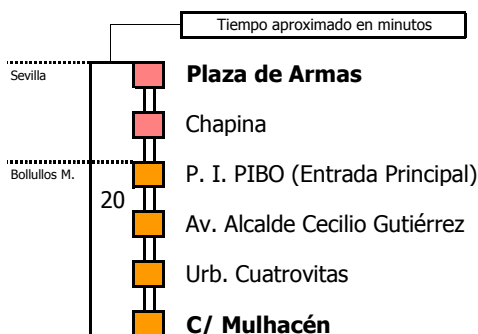 Tiempo aproximado en minutos
Sevilla
Plaza de Armas
Chapina
Bollullos M.
P. I. PIBO (Entrada Principal)
20
Av. Alcalde Cecilio Gutiérrez
Urb. Cuatrovitas
C/ Mulhacén